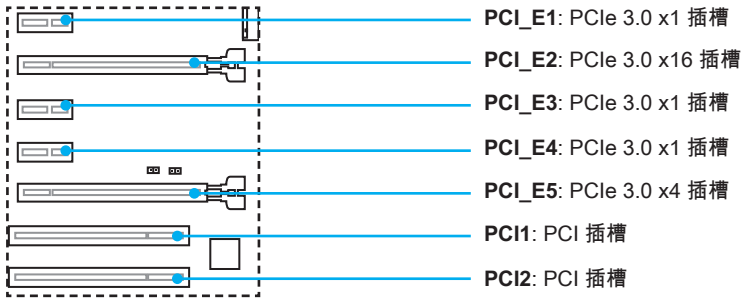 PCI_E1: PCIe 3.0 x1 插槽
PCI_E2: PCIe 3.0 x16 插槽
PCI_E3: PCIe 3.0 x1 插槽
PCI_E4: PCIe 3.0 x1 插槽
PCI_E5: PCIe 3.0 x4 插槽
PCI1: PCI 插槽
PCI2: PCI 插槽